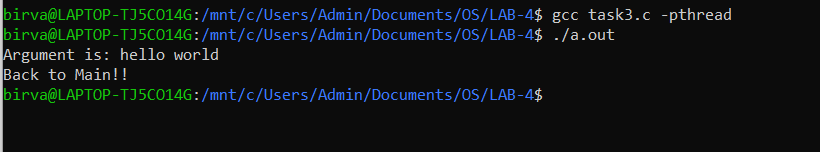 birva@LAPTOP-TJ5CO14G:/mnt/c/Users/Admin/Documents/OS/LAB-4$ gcc task3.c -pthread
birva@LAPTOP-TJ5CO14G:/mnt/c/Users/Admin/Documents/OS/LAB-4$ ./a.out
Argument is: hello world
Back to Main!!
birva@LAPTOP-TJ5CO14G:/mnt/c/Users/Admin/Documents/OS/LAB-4$